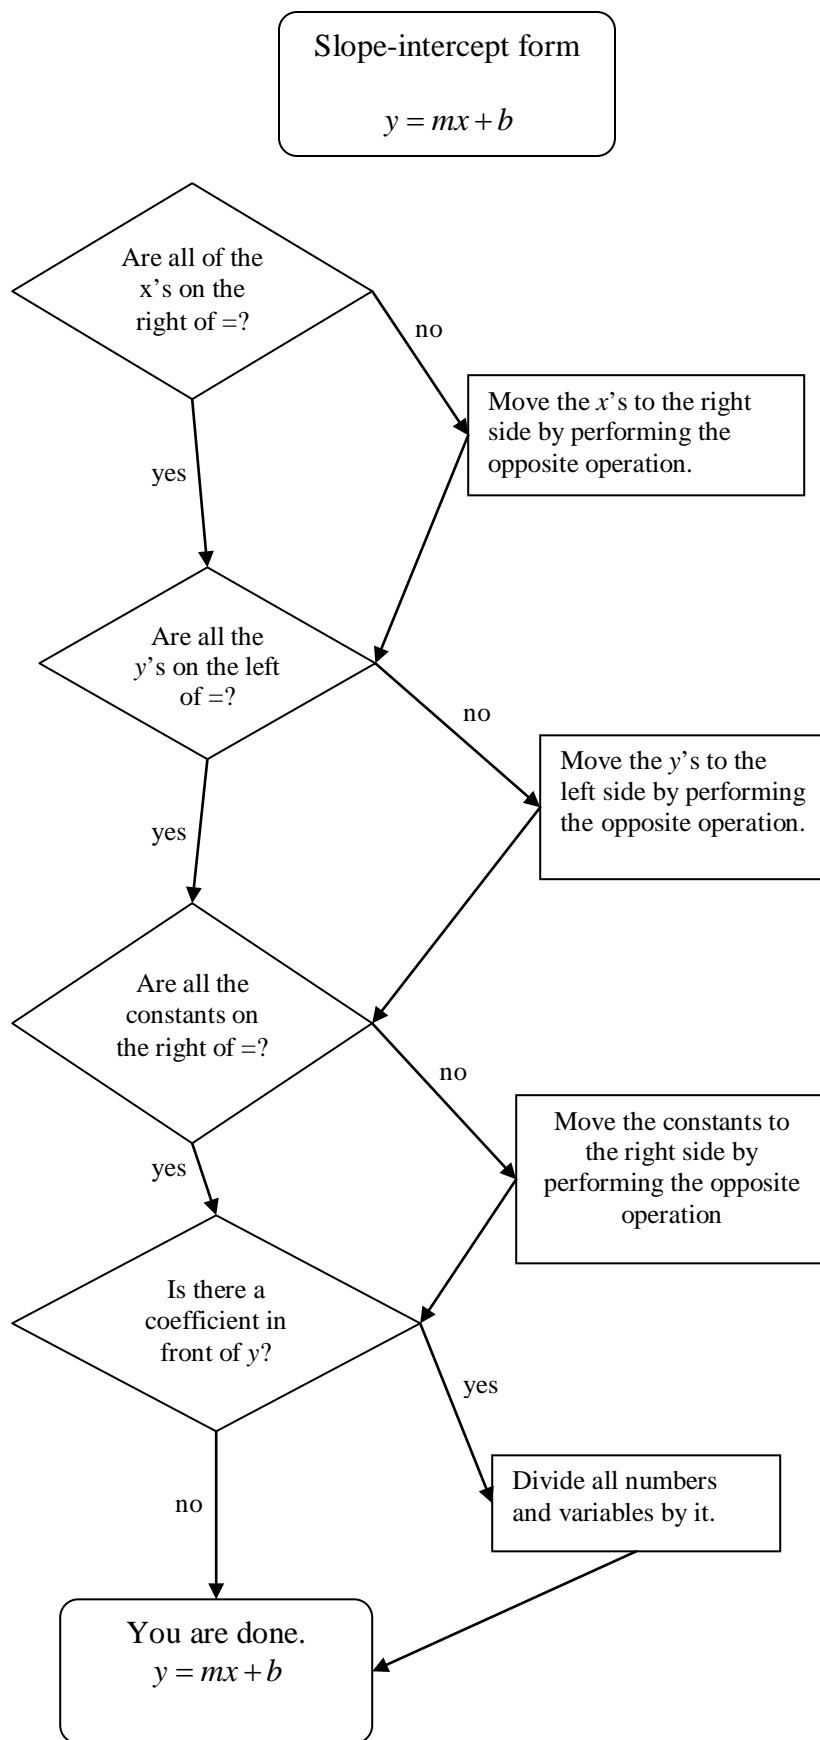 Slope-intercept form
y = mx + b
Are all of the
x’s on the
right of =?
no
Move the x’s to the right
side by performing the
opposite operation.
yes
Are all the
y’s on the left
of =?
no
Move the y’s to the
left side by performing
the opposite operation.
yes
Are all the
constants on
the right of =?
no
Move the constants to
the right side by
performing the opposite
operation
yes
Is there a
coefficient in
front of y?
yes
Divide all numbers
and variables by it.
no
You are done.
y = mx + b